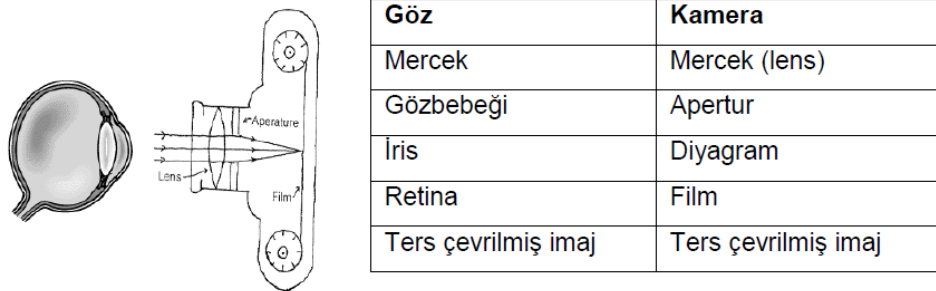 Aperature
Lens
Film
Göz Kamera
Mercek Mercek (lens)
Gözbebeği Apertur
İris Diyagram
Retina Film
Ters çevrilmiş imaj Ters çevrilmiş imaj